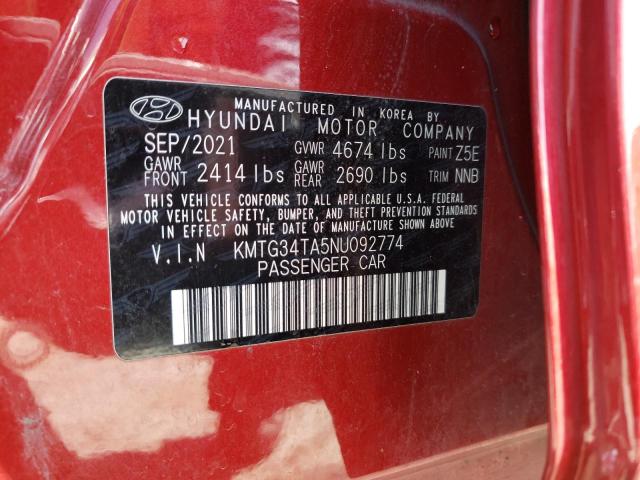 MANUFACTURED IN KOREA BY
HYUNDAI MOTOR COMPANY
SEP/2021 GVWR 4674 lbs PAINT Z5E
GAWR FRONT 2414 lbs GAWR REAR 2690 lbs TRIM NNB
THIS VEHICLE CONFORMS TO ALL APPLICABLE U.S.A. FEDERAL
MOTOR VEHICLE SAFETY, BUMPER, AND THEFT PREVENTION STANDARDS
IN EFFECT ON THE DATE OF MANUFACTURE SHOWN ABOVE.
V.I.N KMTG34TA5NU092774
PASSENGER CAR